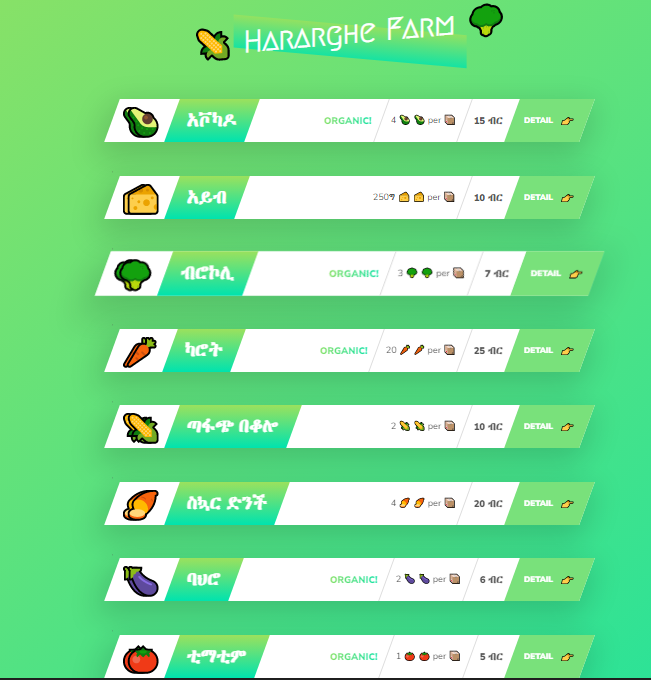 Hararghe Farm
አቮካዶ ORGANIC! 4 per 15 ብር DETAIL
አይብ 250ግ per 10 ብር DETAIL
ብሮኮሊ ORGANIC! 3 per 7 ብር DETAIL
ካሮት ORGANIC! 20 per 25 ብር DETAIL
ጣፋጭ በቆሎ 2 per 10 ብር DETAIL
ስኳር ድንች 4 per 20 ብር DETAIL
ባህሮ ORGANIC! 2 per 6 ብር DETAIL
ቲማቲም ORGANIC! 1 per 5 ብር DETAIL